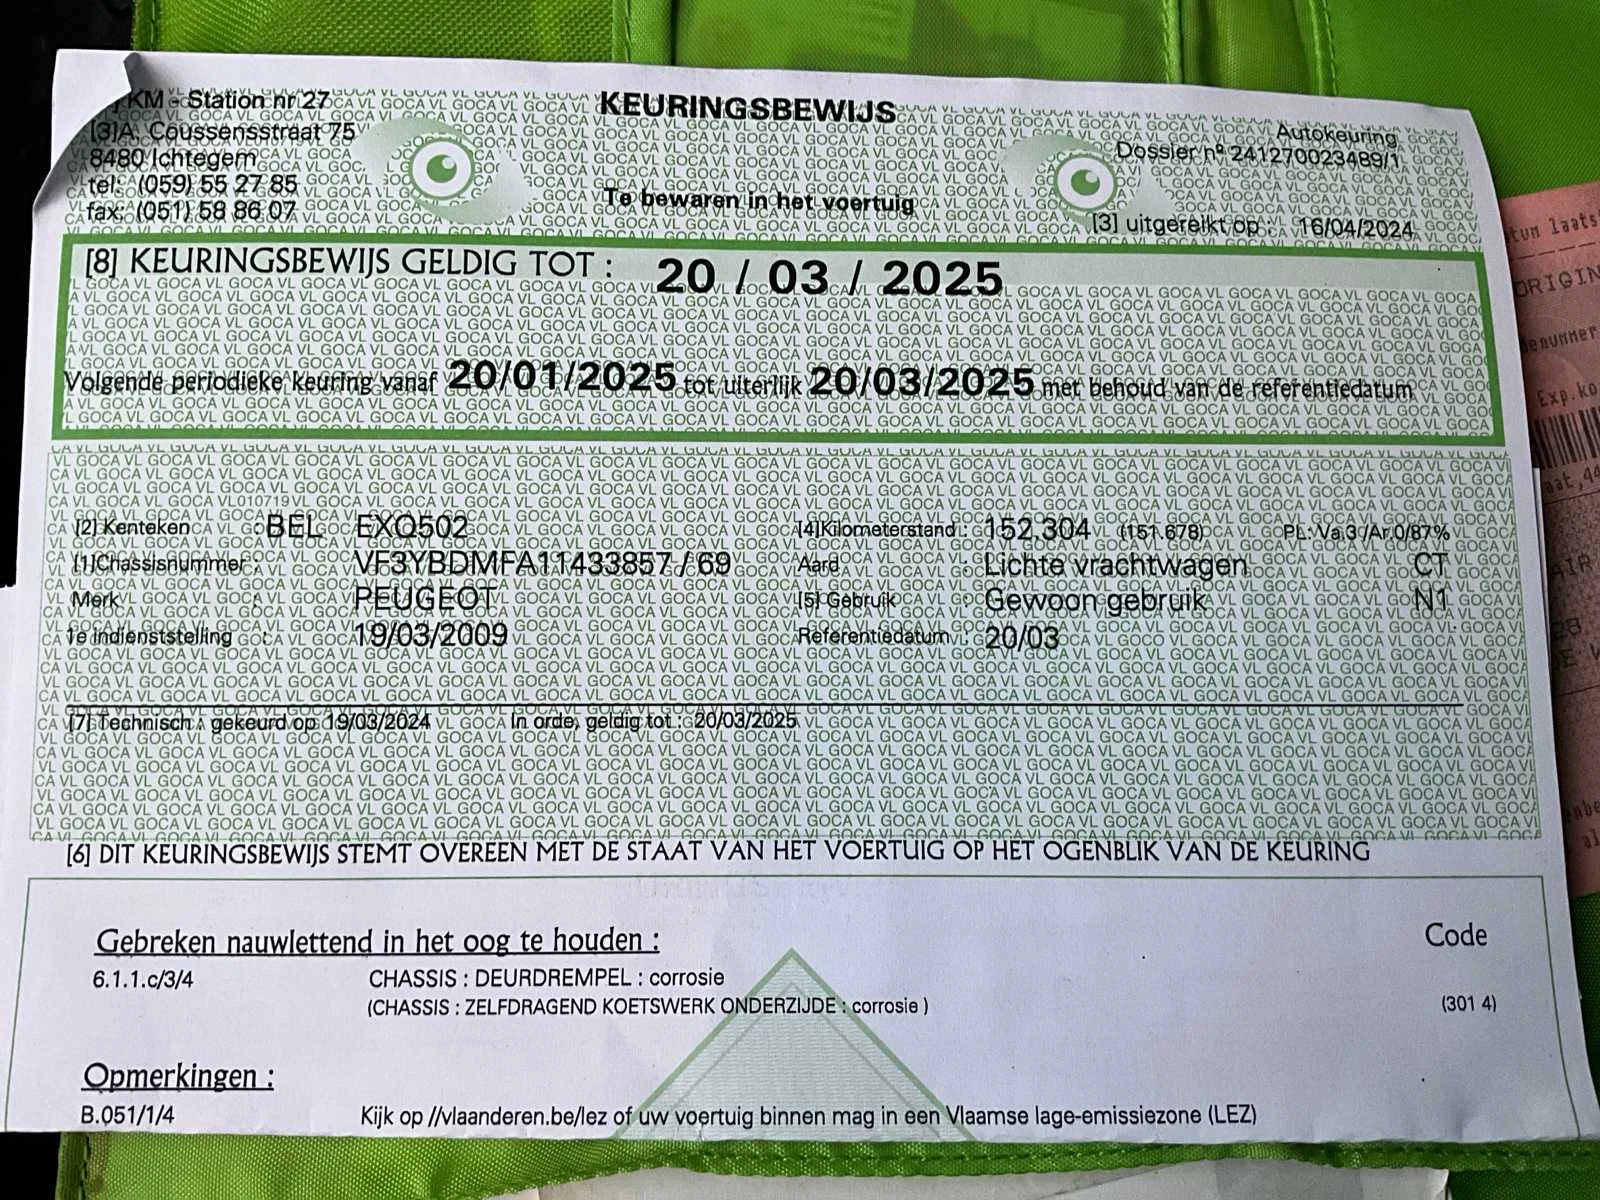 KM - Station nr 27
[3]A. Coussensstraat 75
8480 Ichtegem
tel: (059) 55 27 85
fax: (051) 58 86 07
KEURINGSBEWIJS
Te bewaren in het voertuig
Autokeuring
Dossier nº 241270023489/1
[3] uitgereikt op : 16/04/2024
[8] KEURINGSBEWIJS GELDIG TOT : 20 / 03 / 2025
Volgende periodieke keuring vanaf 20/01/2025 tot uiterlijk 20/03/2025 met behoud van de referentiedatum
[2] Kenteken : BEL EXQ502
[1]Chassisnummer : VF3YBDMFA11433857 / 69
Merk : PEUGEOT
1e indienststelling : 19/03/2009
[4]Kilometerstand : 152.304 (151.678) PL: Va.3 /Ar.0/87%
Aard : Lichte vrachtwagen CT
[5] Gebruik : Gewoon gebruik N1
Referentiedatum : 20/03
[7] Technisch : gekeurd op 19/03/2024 In orde, geldig tot : 20/03/2025
[6] DIT KEURINGSBEWIJS STEMT OVEREEN MET DE STAAT VAN HET VOERTUIG OP HET OGENBLIK VAN DE KEURING
Gebreken nauwlettend in het oog te houden : Code
6.1.1.c/3/4 CHASSIS : DEURDREMPEL : corrosie
(CHASSIS : ZELFDRAGEND KOETSWERK ONDERZIJDE : corrosie ) (301 4)
Opmerkingen :
B.051/1/4 Kijk op //vlaanderen.be/lez of uw voertuig binnen mag in een Vlaamse lage-emissiezone (LEZ)